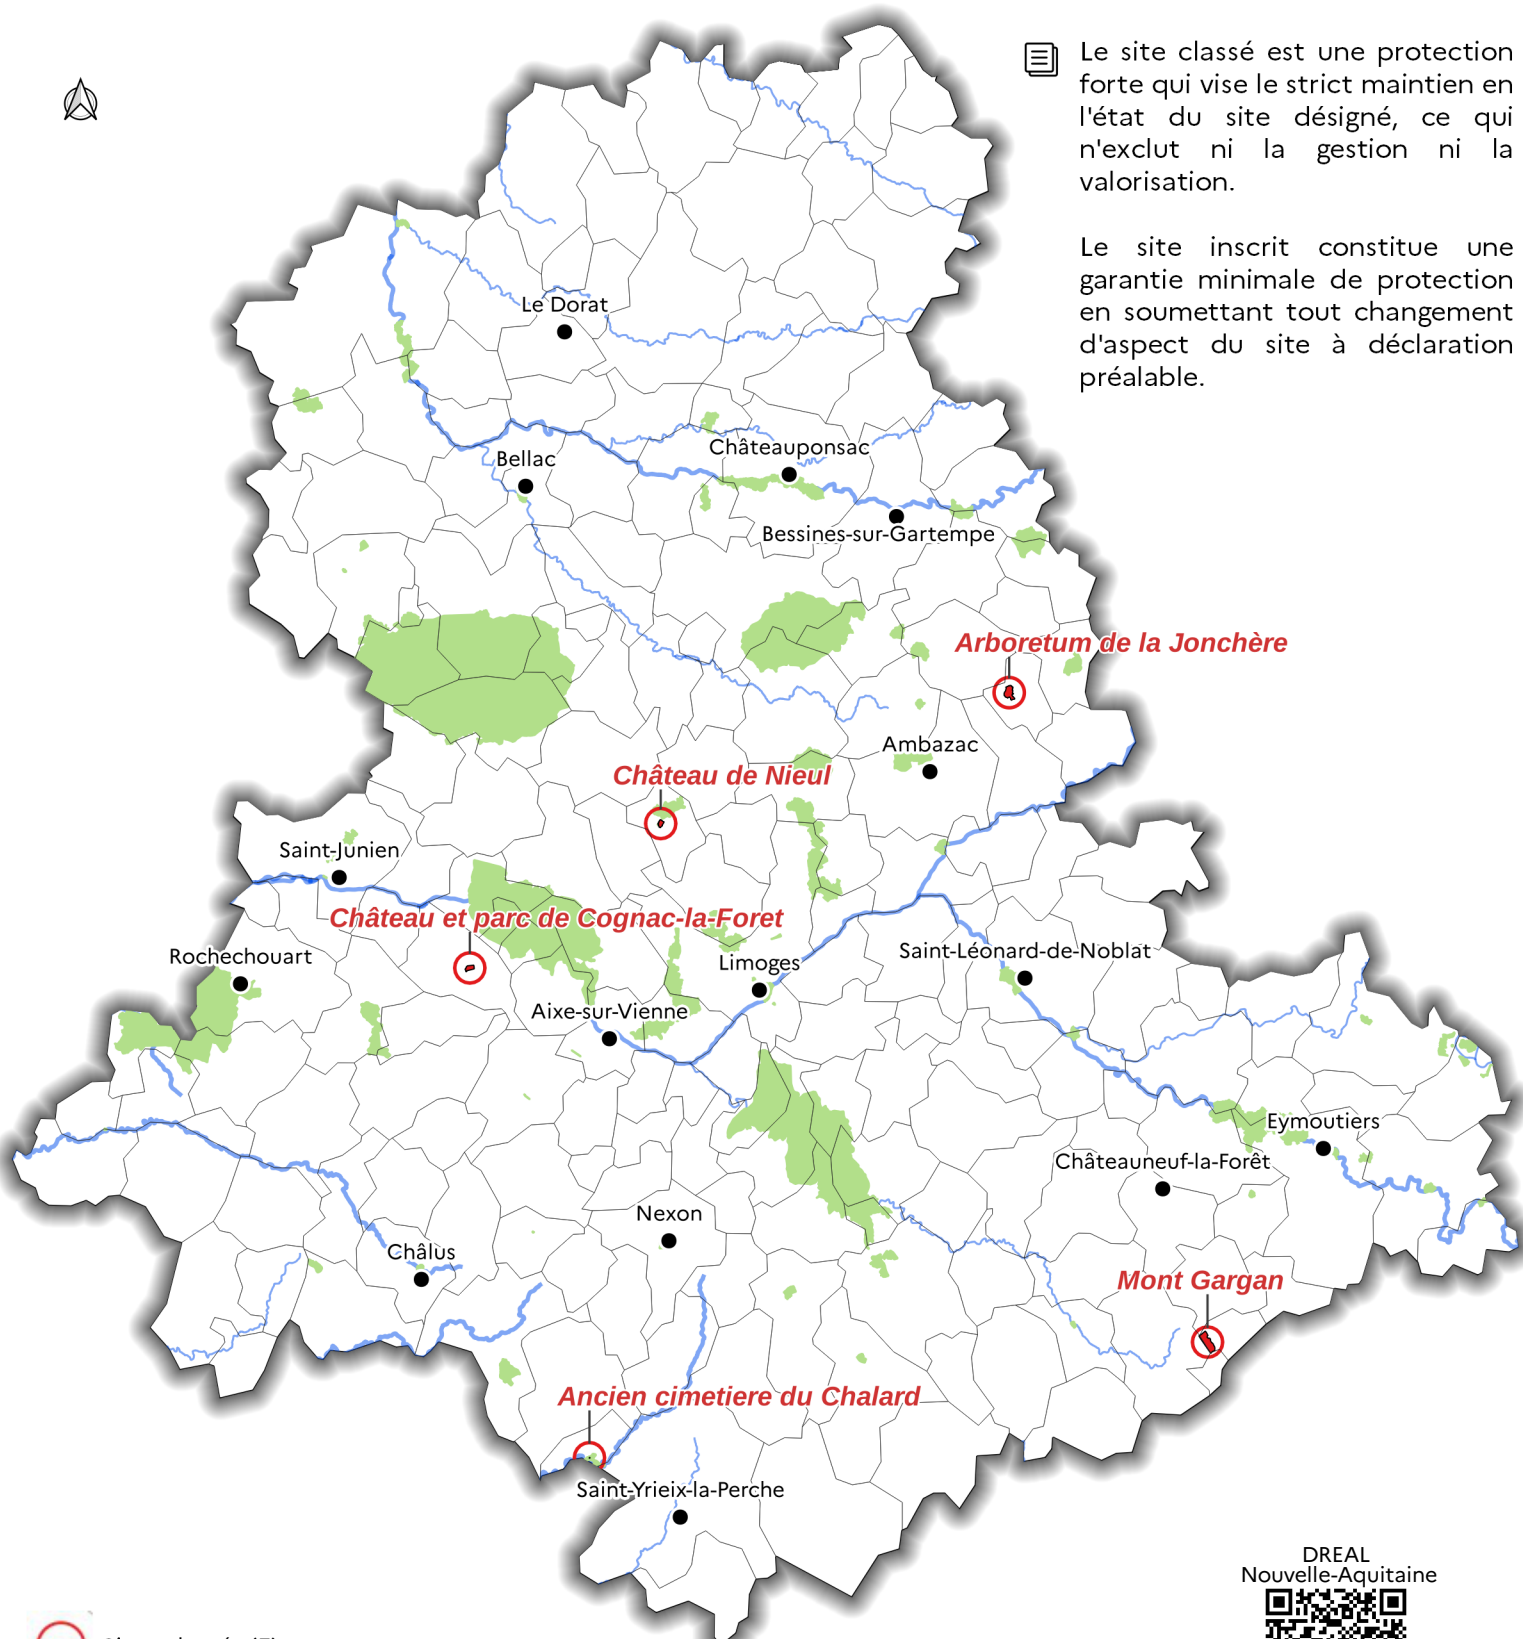 Le site classé est une protection
forte qui vise le strict maintien en
l'état du site désigné, ce qui
n'exclut ni la gestion ni la
valorisation.
Le site inscrit constitue une
garantie minimale de protection
en soumettant tout changement
d'aspect du site à déclaration
préalable.
Le Dorat
Châteauponsac
Bellac
Bessines-sur-Gartempe
Arboretum de la Jonchère
Ambazac
Château de Nieul
Saint-Junien
Château et parc de Cognac-la-Foret
Rochechouart
Limoges
Saint-Léonard-de-Noblat
Aixe-sur-Vienne
Eymoutiers
Châteauneuf-la-Forêt
Nexon
Châlus
Mont Gargan
Ancien cimetiere du Chalard
Saint-Yrieix-la-Perche
DREAL
Nouvelle-Aquitaine